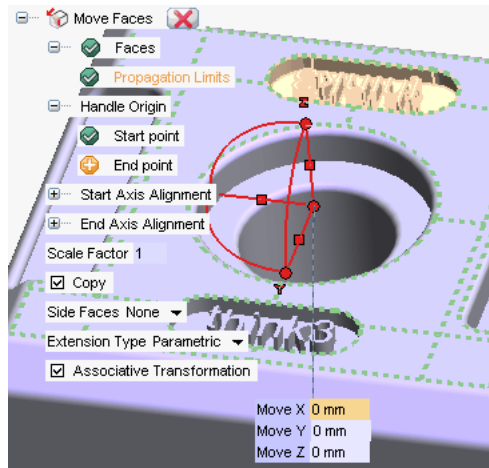 Move Faces
Faces
Propagation Limits
Handle Origin
Start point
End point
Start Axis Alignment
End Axis Alignment
Scale Factor 1
Copy
Side Faces None
Extension Type Parametric
Associative Transformation
Z
Y
think3
Move X 0 mm
Move Y 0 mm
Move Z 0 mm